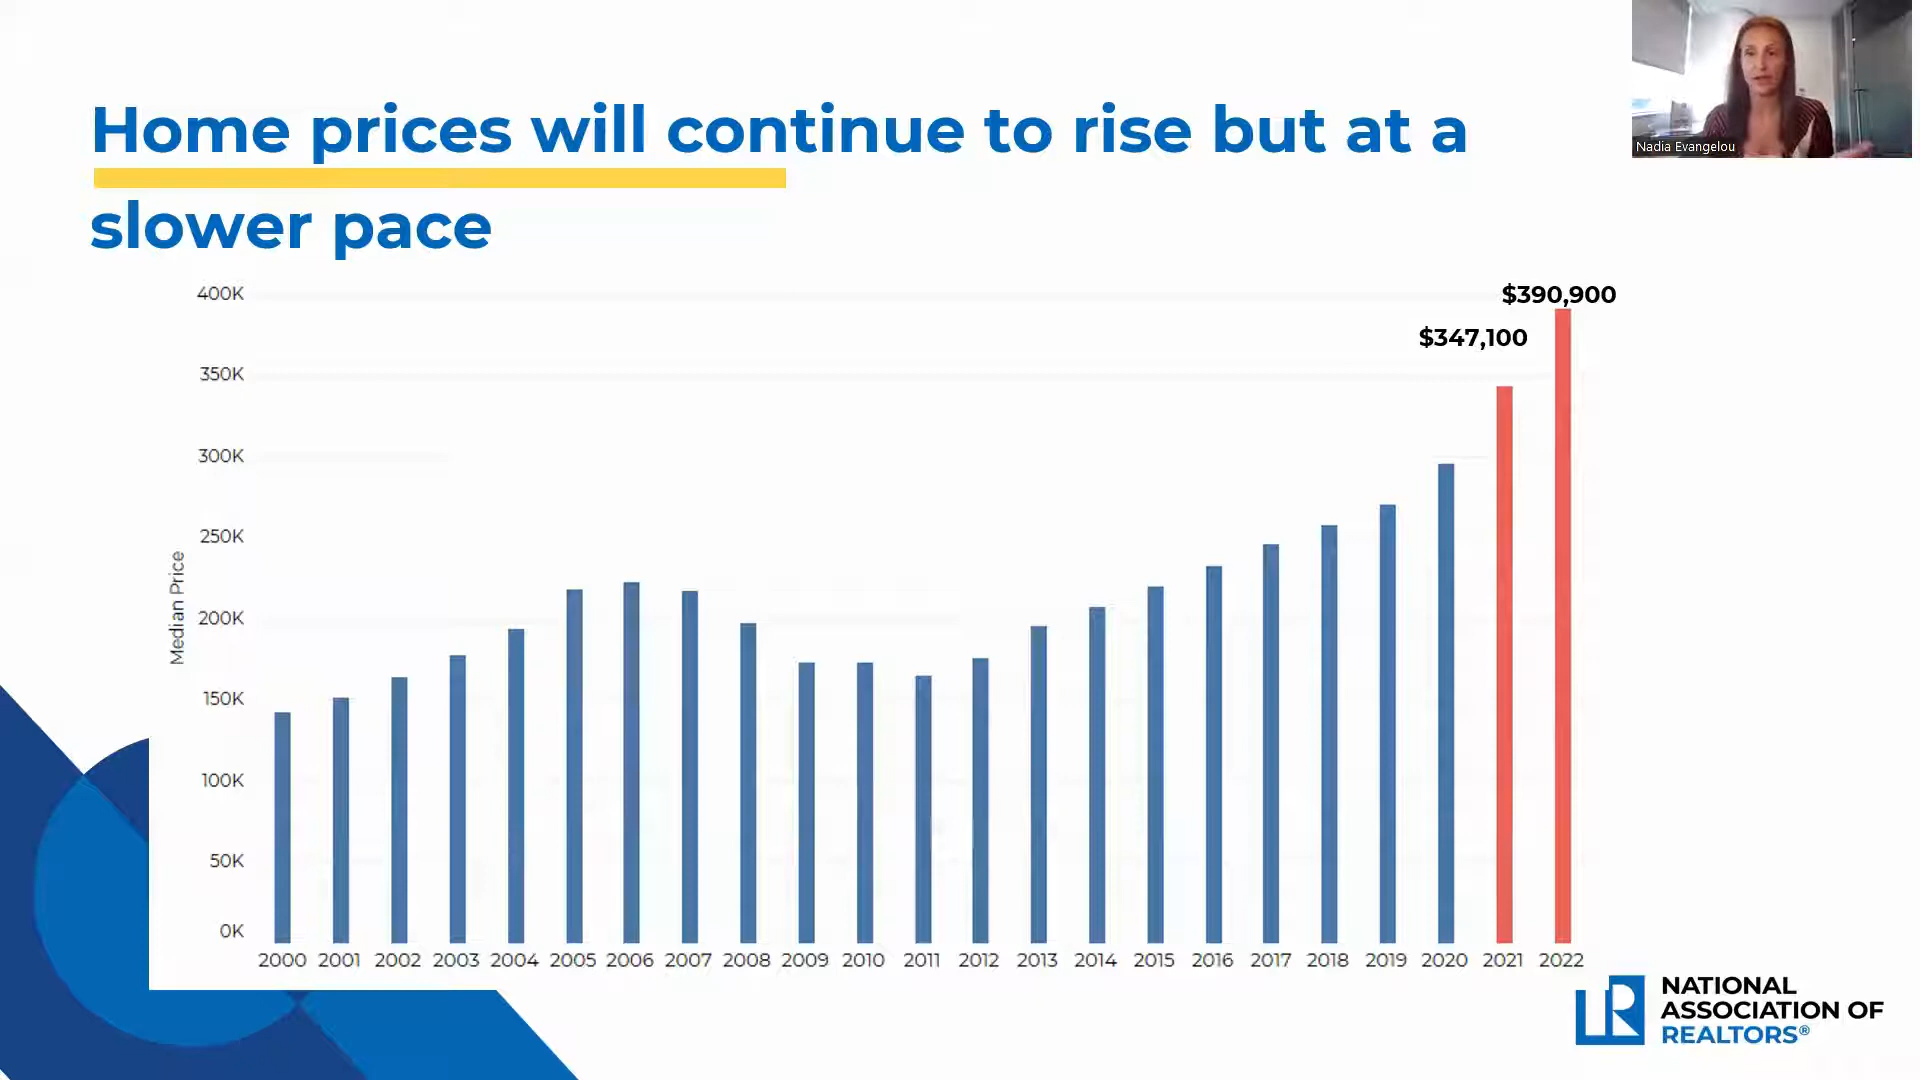 Home prices will continue to rise but at a
slower pace
Nadia Evangelou
400K
350K
300K
250K
200K
150K
100K
50K
0K
Median Price
$390,900
$347,100
2000 2001 2002 2003 2004 2005 2006 2007 2008 2009 2010 2011 2012 2013 2014 2015 2016 2017 2018 2019 2020 2021 2022
NATIONAL
ASSOCIATION OF
REALTORS®